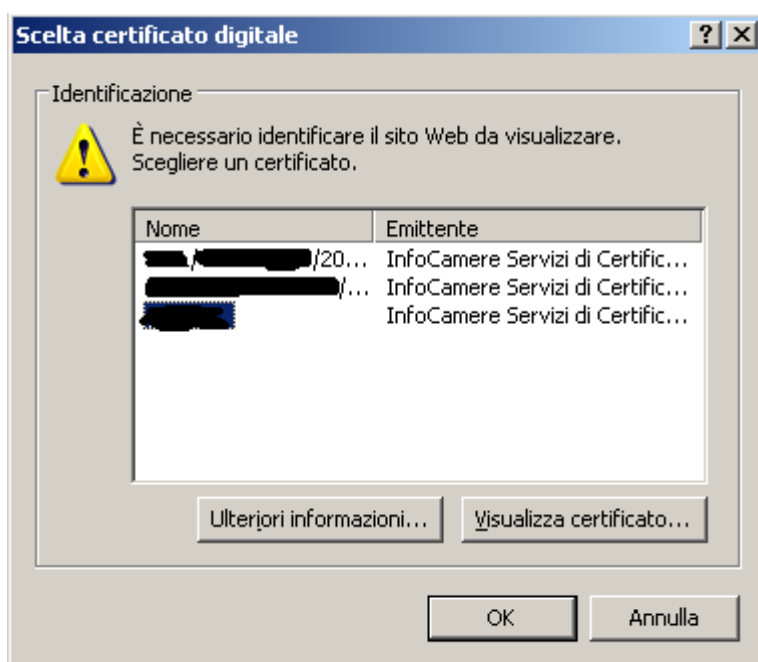 Scelta certificato digitale
Identificazione
È necessario identificare il sito Web da visualizzare.
Scegliere un certificato.
Nome Emittente
/ /20... InfoCamere Servizi di Certific...
/... InfoCamere Servizi di Certific...
InfoCamere Servizi di Certific...
Ulteriori informazioni... Visualizza certificato...
OK Annulla